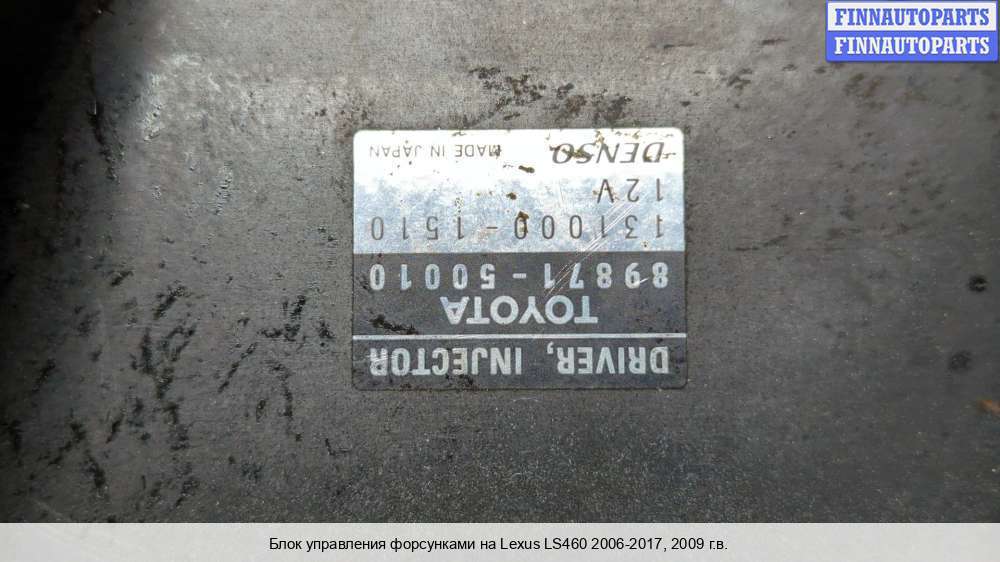 FINNAUTOPARTS
FINNAUTOPARTS
DRIVER, INJECTOR
TOYOTA
89871-50010
131000-1510
12V
DENSO MADE IN JAPAN
Блок управления форсунками на Lexus LS460 2006-2017, 2009 г.в.